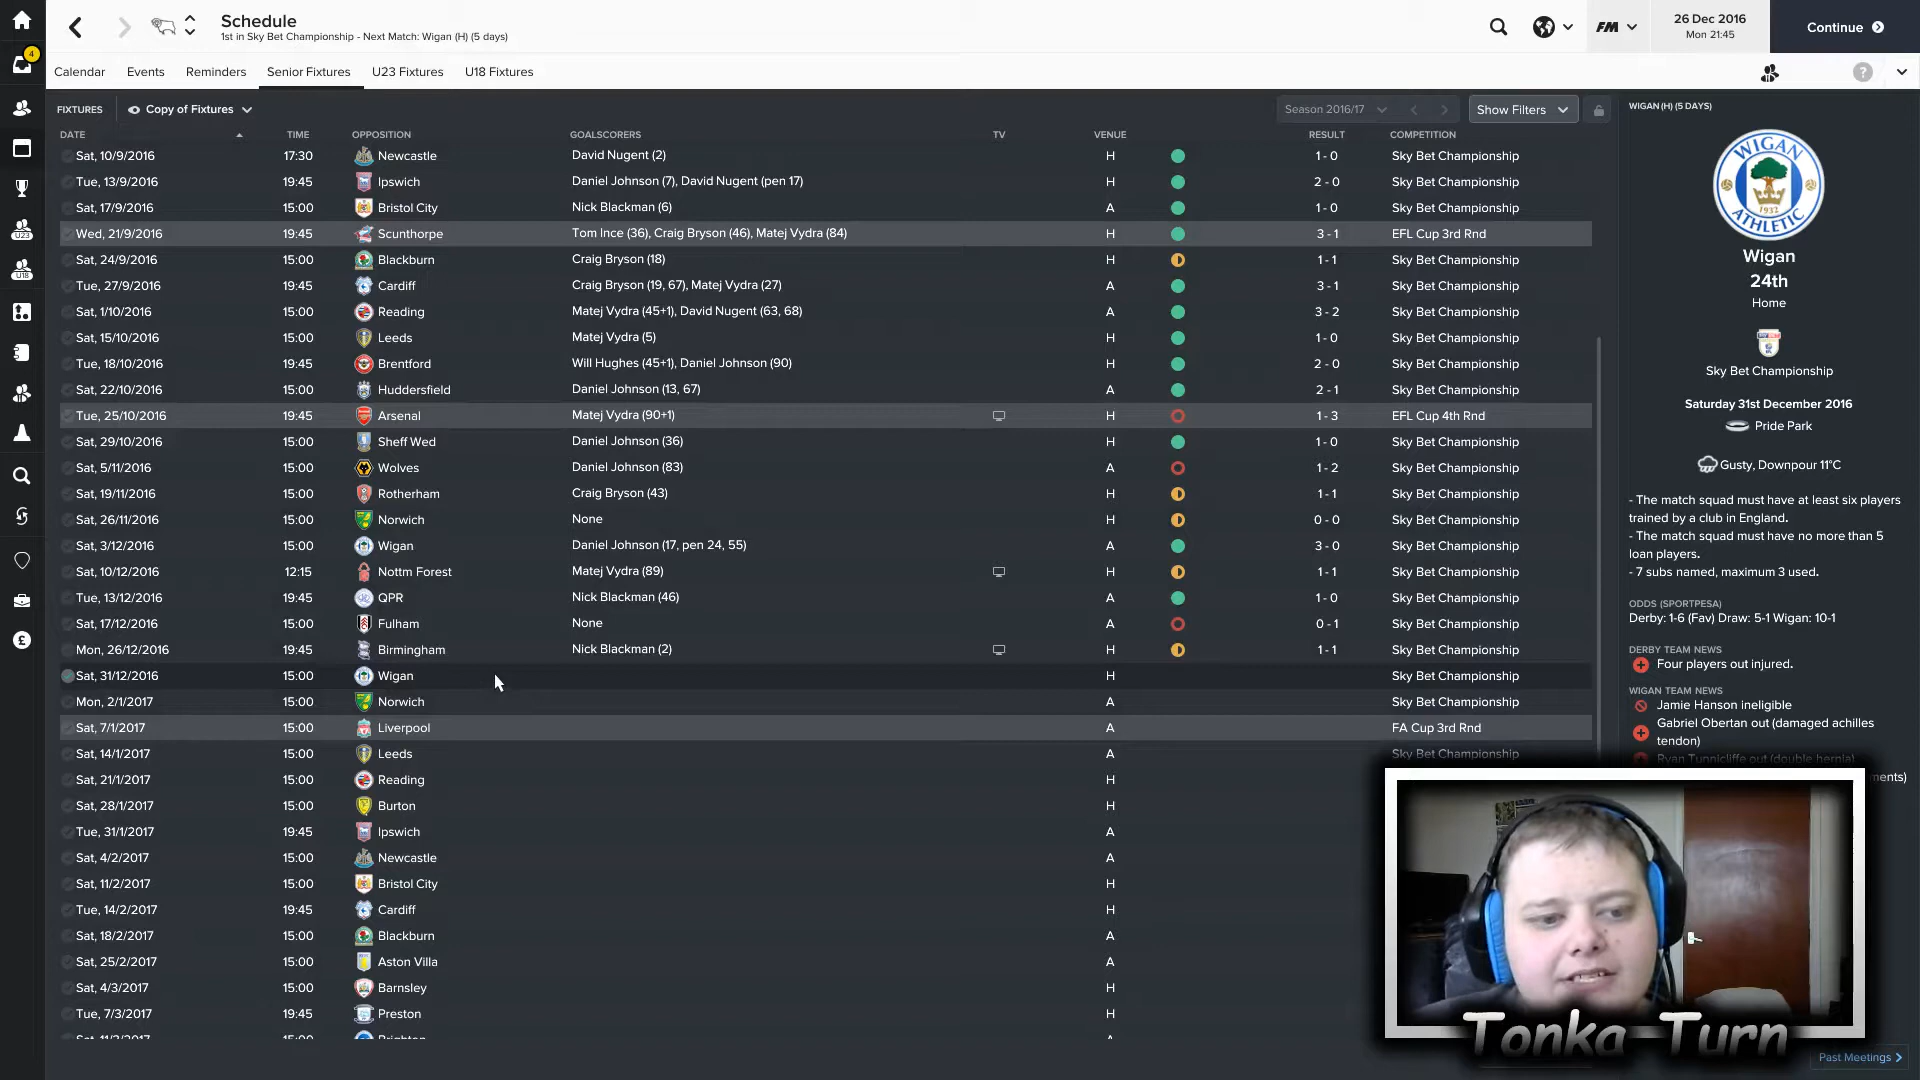 4
Schedule
1st in Sky Bet Championship - Next Match: Wigan (H) (5 days)
FM
26 Dec 2016
Mon 21:45
Continue
Calendar Events Reminders Senior Fixtures U23 Fixtures U18 Fixtures
?
FIXTURES Copy of Fixtures Season 2016/17 Show Filters
DATE TIME OPPOSITION GOALSCORERS TV VENUE RESULT COMPETITION
Sat, 10/9/2016 17:30 Newcastle David Nugent (2) H 1 - 0 Sky Bet Championship
Tue, 13/9/2016 19:45 Ipswich Daniel Johnson (7), David Nugent (pen 17) H 2 - 0 Sky Bet Championship
Sat, 17/9/2016 15:00 Bristol City Nick Blackman (6) A 1 - 0 Sky Bet Championship
Wed, 21/9/2016 19:45 Scunthorpe Tom Ince (36), Craig Bryson (46), Matej Vydra (84) H 3 - 1 EFL Cup 3rd Rnd
Sat, 24/9/2016 15:00 Blackburn Craig Bryson (18) H 1 - 1 Sky Bet Championship
Tue, 27/9/2016 19:45 Cardiff Craig Bryson (19, 67), Matej Vydra (27) A 3 - 1 Sky Bet Championship
Sat, 1/10/2016 15:00 Reading Matej Vydra (45+1), David Nugent (63, 68) A 3 - 2 Sky Bet Championship
Sat, 15/10/2016 15:00 Leeds Matej Vydra (5) H 1 - 0 Sky Bet Championship
Tue, 18/10/2016 19:45 Brentford Will Hughes (45+1), Daniel Johnson (90) H 2 - 0 Sky Bet Championship
Sat, 22/10/2016 15:00 Huddersfield Daniel Johnson (13, 67) A 2 - 1 Sky Bet Championship
Tue, 25/10/2016 19:45 Arsenal Matej Vydra (90+1) H 1 - 3 EFL Cup 4th Rnd
Sat, 29/10/2016 15:00 Sheff Wed Daniel Johnson (36) H 1 - 0 Sky Bet Championship
Sat, 5/11/2016 15:00 Wolves Daniel Johnson (83) A 1 - 2 Sky Bet Championship
Sat, 19/11/2016 15:00 Rotherham Craig Bryson (43) H 1 - 1 Sky Bet Championship
Sat, 26/11/2016 15:00 Norwich None H 0 - 0 Sky Bet Championship
Sat, 3/12/2016 15:00 Wigan Daniel Johnson (17, pen 24, 55) A 3 - 0 Sky Bet Championship
Sat, 10/12/2016 12:15 Nottm Forest Matej Vydra (89) H 1 - 1 Sky Bet Championship
Tue, 13/12/2016 19:45 QPR Nick Blackman (46) A 1 - 0 Sky Bet Championship
Sat, 17/12/2016 15:00 Fulham None A 0 - 1 Sky Bet Championship
Mon, 26/12/2016 19:45 Birmingham Nick Blackman (2) H 1 - 1 Sky Bet Championship
Sat, 31/12/2016 15:00 Wigan H Sky Bet Championship
Mon, 2/1/2017 15:00 Norwich A Sky Bet Championship
Sat, 7/1/2017 15:00 Liverpool A FA Cup 3rd Rnd
Sat, 14/1/2017 15:00 Leeds A Sky Bet Championship
Sat, 21/1/2017 15:00 Reading H
Sat, 28/1/2017 15:00 Burton H
Tue, 31/1/2017 19:45 Ipswich A
Sat, 4/2/2017 15:00 Newcastle A
Sat, 11/2/2017 15:00 Bristol City H
Tue, 14/2/2017 19:45 Cardiff H
Sat, 18/2/2017 15:00 Blackburn A
Sat, 25/2/2017 15:00 Aston Villa A
Sat, 4/3/2017 15:00 Barnsley H
Tue, 7/3/2017 19:45 Preston H
Sat, 11/3/2017 15:00 Brighton A
WIGAN (H) (5 DAYS)
WIGAN
1932
ATHLETIC
Wigan
24th
Home
Sky Bet Championship
Saturday 31st December 2016
Pride Park
Gusty, Downpour 11°C
- The match squad must have at least six players
trained by a club in England.
- The match squad must have no more than 5
loan players.
- 7 subs named, maximum 3 used.
ODDS (SPORTPESA)
Derby: 1-6 (Fav) Draw: 5-1 Wigan: 10-1
DERBY TEAM NEWS
Four players out injured.
WIGAN TEAM NEWS
Jamie Hanson ineligible
Gabriel Obertan out (damaged achilles
tendon)
Ryan Tunnicliffe out (double hernia)
ments)
Tonka Turn
Past Meetings
U23
U18